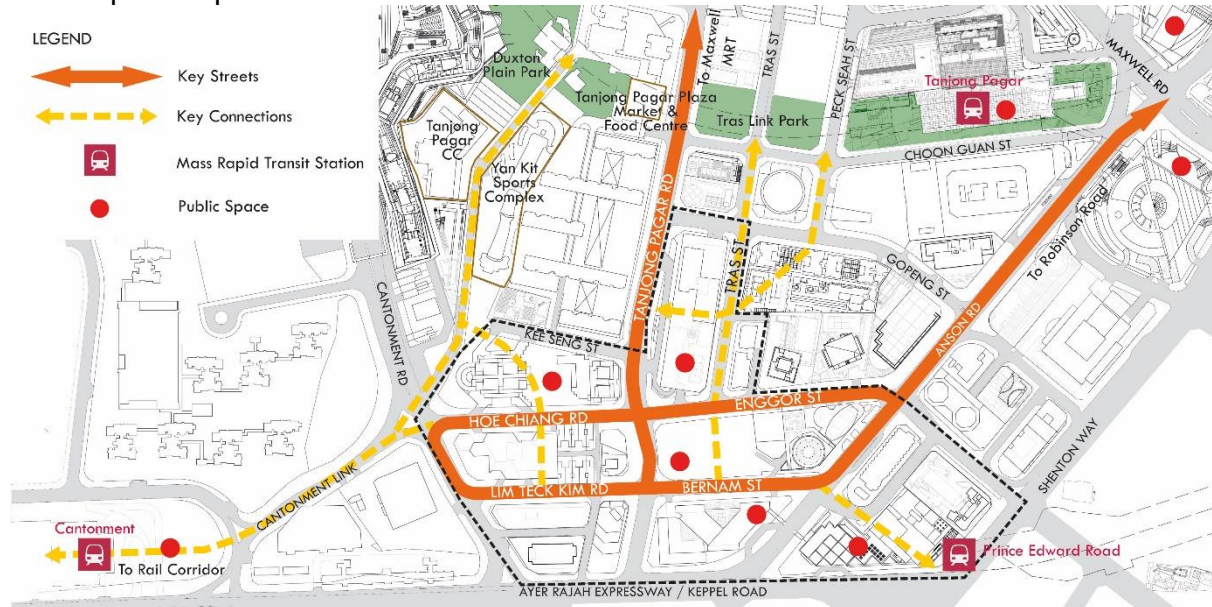 LEGEND
Key Streets
Key Connections
Mass Rapid Transit Station
Public Space
Duxton
Plain Park
Tanjong
Pagar
CC
Yan Kit
Sports
Complex
Tanjong Pagar Plaza
Market &
Food Centre
To Maxwell
MRT
TRAS ST
Tras Link Park
PECK SEAH ST
Tanjong Pagar
MAXWELL RD
CHOON GUAN ST
To Robinson Road
TANJONG PAGAR RD
TRAS ST
GOPENG ST
ANSON RD
CANTONMENT RD
KEE SENG ST
HOE CHIANG RD
ENGGOR ST
LIM TECK KIM RD
BERNAM ST
SHENTON WAY
CANTONMENT LINK
Cantonment
To Rail Corridor
Prince Edward Road
AYER RAJAH EXPRESSWAY / KEPPEL ROAD